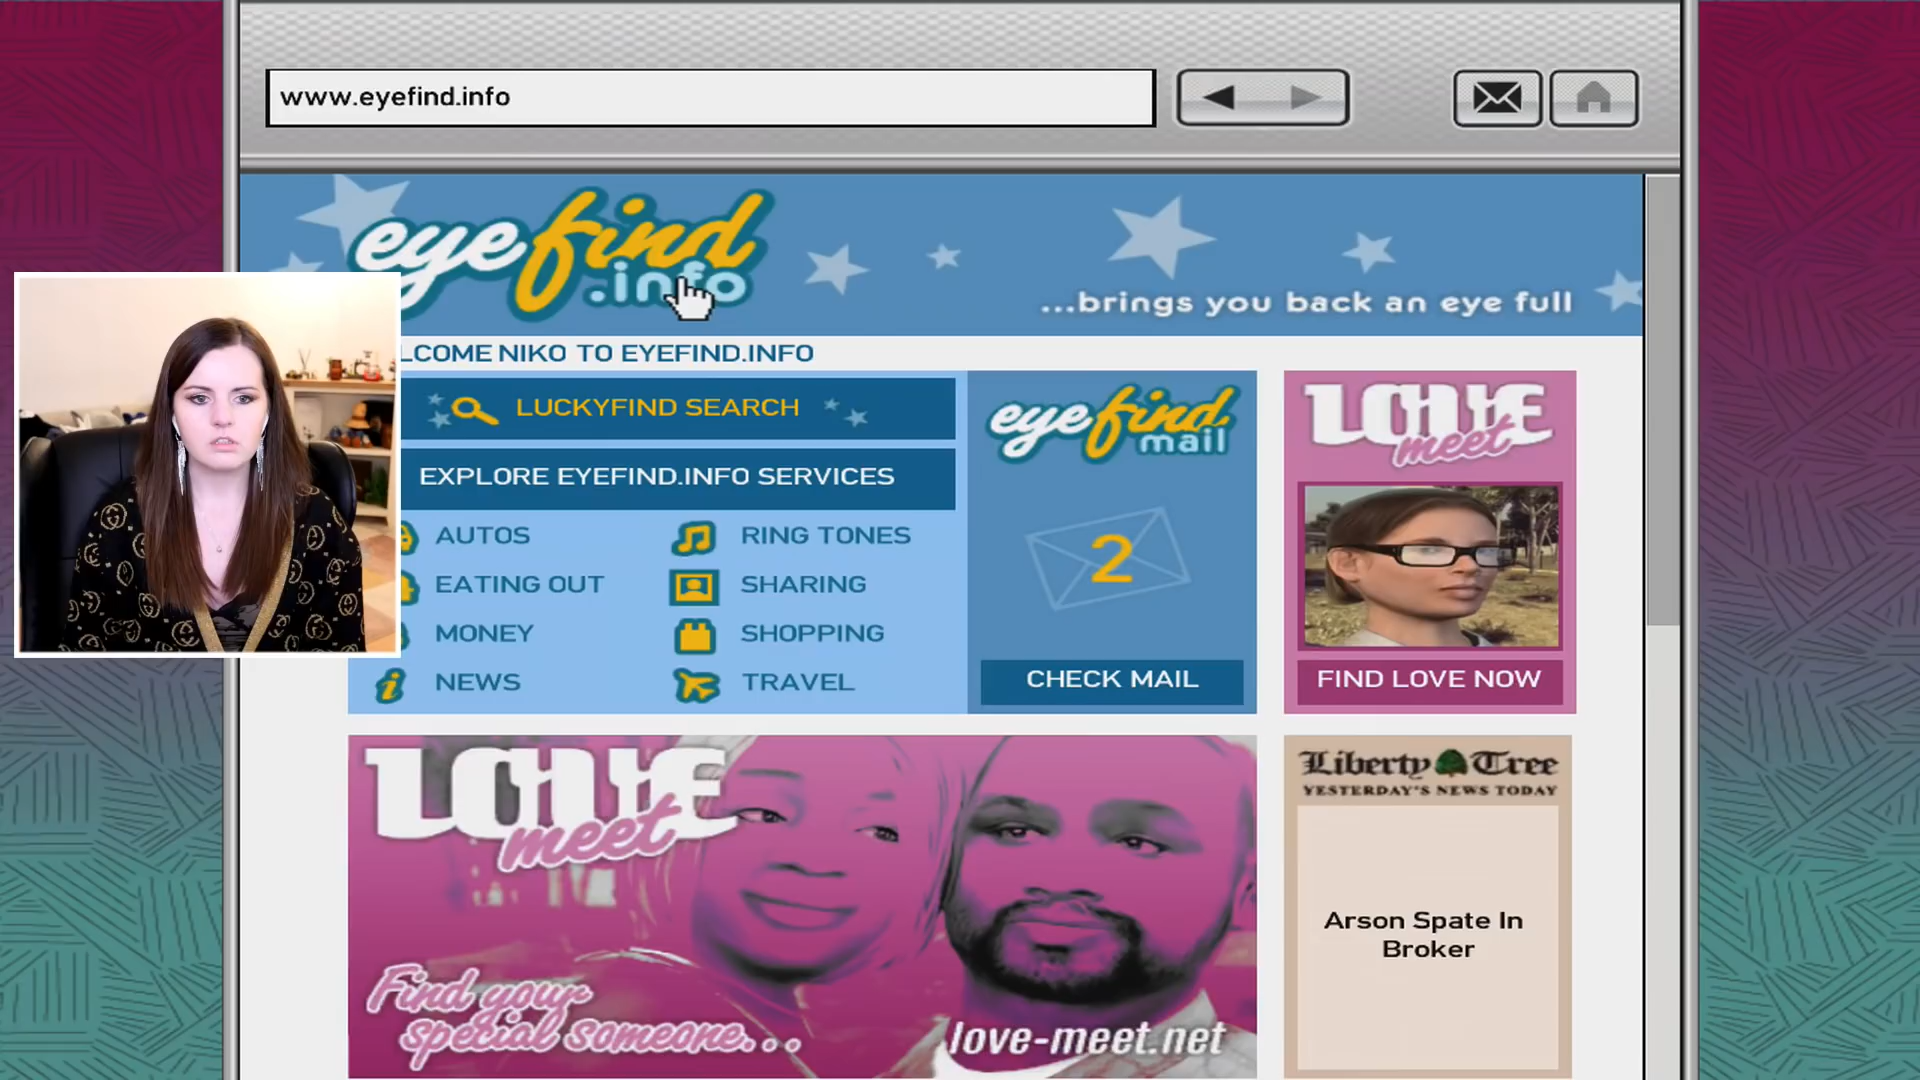 www.eyefind.info
eyefind
.info
...brings you back an eye full
LCOME NIKO TO EYEFIND.INFO
LUCKYFIND SEARCH
EXPLORE EYEFIND.INFO SERVICES
AUTOS
RING TONES
EATING OUT
SHARING
MONEY
SHOPPING
NEWS
TRAVEL
eyefind
mail
2
CHECK MAIL
LOVE
meet
FIND LOVE NOW
LOVE
meet
Find your
special someone...
love-meet.net
Liberty Tree
YESTERDAY'S NEWS TODAY
Arson Spate In
Broker